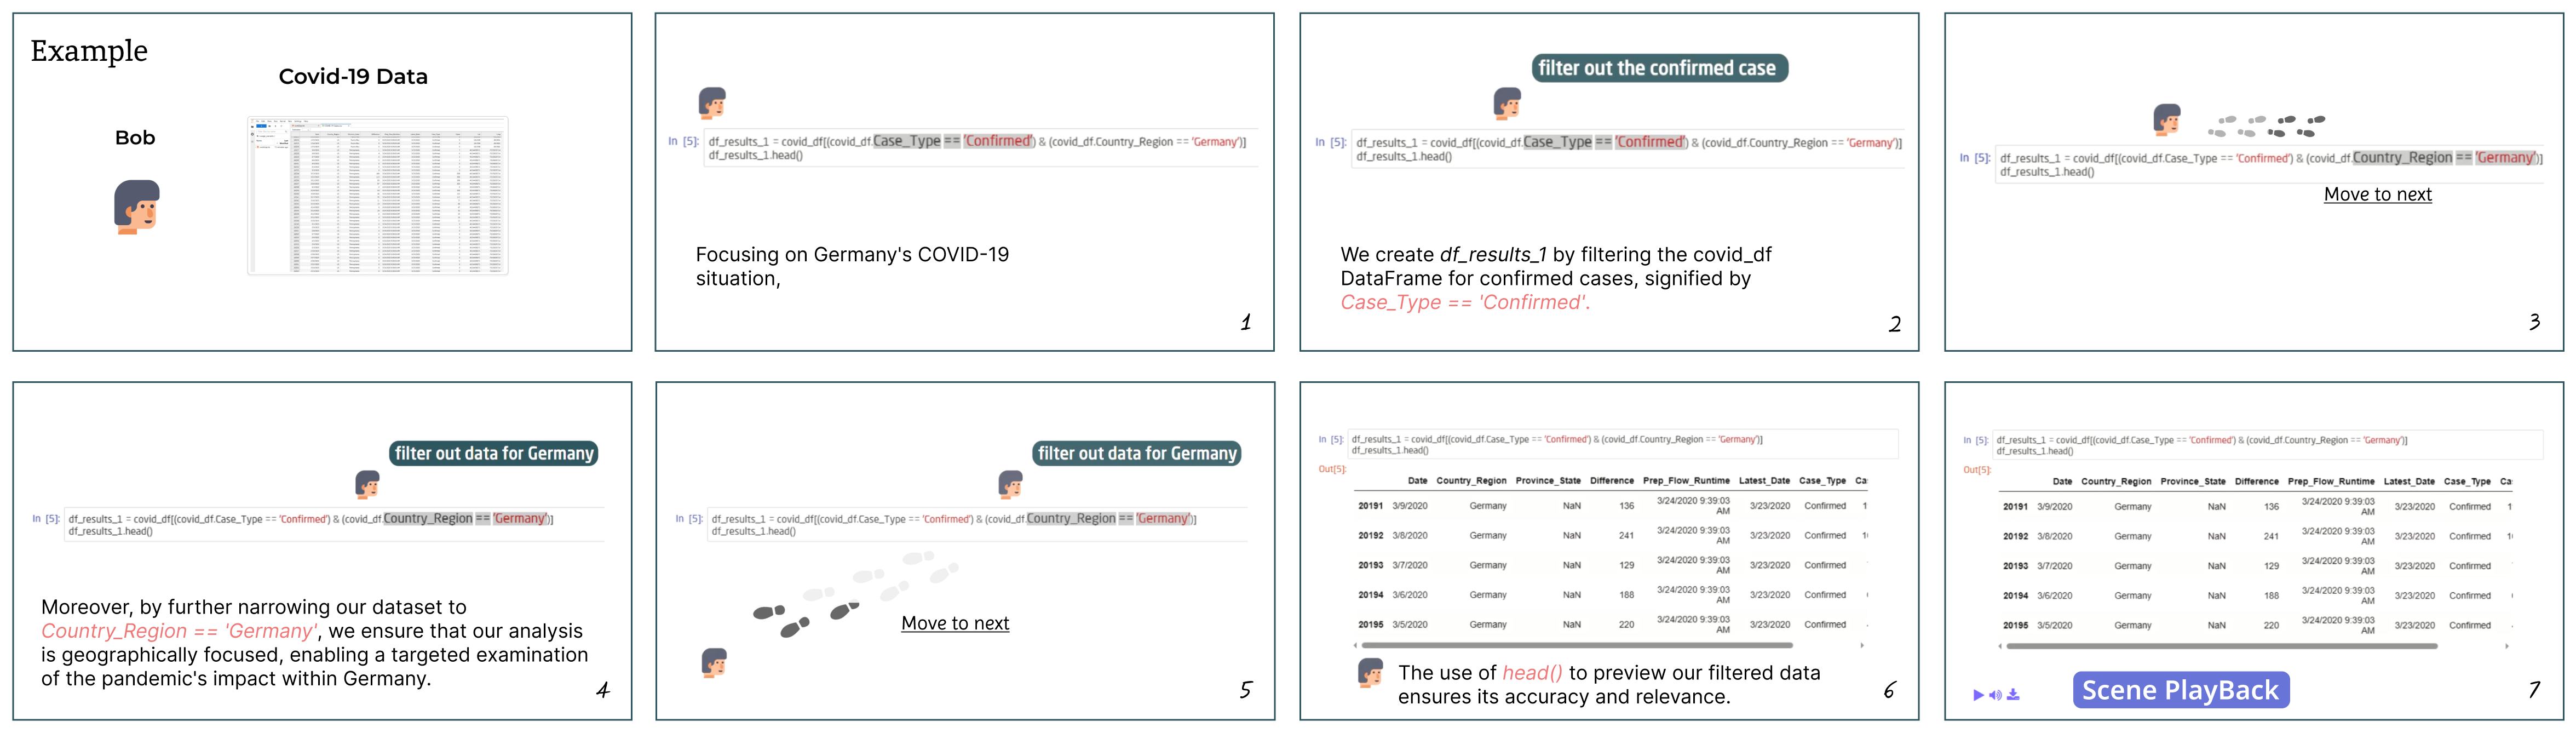 Example
Covid-19 Data
Bob
In [5]: df_results_1 = covid_df[(covid_df.Case_Type == 'Confirmed') & (covid_df.Country_Region == 'Germany')]
df_results_1.head()
Focusing on Germany's COVID-19
situation,
1
filter out the confirmed case
In [5]: df_results_1 = covid_df[(covid_df.Case_Type == 'Confirmed') & (covid_df.Country_Region == 'Germany')]
df_results_1.head()
We create df_results_1 by filtering the covid_df
DataFrame for confirmed cases, signified by
Case_Type == 'Confirmed'.
2
In [5]: df_results_1 = covid_df[(covid_df.Case_Type == 'Confirmed') & (covid_df.Country_Region == 'Germany')]
df_results_1.head()
Move to next
3
filter out data for Germany
In [5]: df_results_1 = covid_df[(covid_df.Case_Type == 'Confirmed') & (covid_df.Country_Region == 'Germany')]
df_results_1.head()
Moreover, by further narrowing our dataset to
Country_Region == 'Germany', we ensure that our analysis
is geographically focused, enabling a targeted examination
of the pandemic's impact within Germany.
4
filter out data for Germany
In [5]: df_results_1 = covid_df[(covid_df.Case_Type == 'Confirmed') & (covid_df.Country_Region == 'Germany')]
df_results_1.head()
Move to next
5
In [5]: df_results_1 = covid_df[(covid_df.Case_Type == 'Confirmed') & (covid_df.Country_Region == 'Germany')]
df_results_1.head()
Out[5]:
Date Country_Region Province_State Difference Prep_Flow_Runtime Latest_Date Case_Type Ca
20191 3/9/2020 Germany NaN 136 3/24/2020 9:39:03 AM 3/23/2020 Confirmed 1
20192 3/8/2020 Germany NaN 241 3/24/2020 9:39:03 AM 3/23/2020 Confirmed 1
20193 3/7/2020 Germany NaN 129 3/24/2020 9:39:03 AM 3/23/2020 Confirmed
20194 3/6/2020 Germany NaN 188 3/24/2020 9:39:03 AM 3/23/2020 Confirmed
20195 3/5/2020 Germany NaN 220 3/24/2020 9:39:03 AM 3/23/2020 Confirmed
The use of head() to preview our filtered data
ensures its accuracy and relevance.
6
In [5]: df_results_1 = covid_df[(covid_df.Case_Type == 'Confirmed') & (covid_df.Country_Region == 'Germany')]
df_results_1.head()
Out[5]:
Date Country_Region Province_State Difference Prep_Flow_Runtime Latest_Date Case_Type Ca
20191 3/9/2020 Germany NaN 136 3/24/2020 9:39:03 AM 3/23/2020 Confirmed 1
20192 3/8/2020 Germany NaN 241 3/24/2020 9:39:03 AM 3/23/2020 Confirmed 1
20193 3/7/2020 Germany NaN 129 3/24/2020 9:39:03 AM 3/23/2020 Confirmed
20194 3/6/2020 Germany NaN 188 3/24/2020 9:39:03 AM 3/23/2020 Confirmed
20195 3/5/2020 Germany NaN 220 3/24/2020 9:39:03 AM 3/23/2020 Confirmed
Scene PlayBack
7